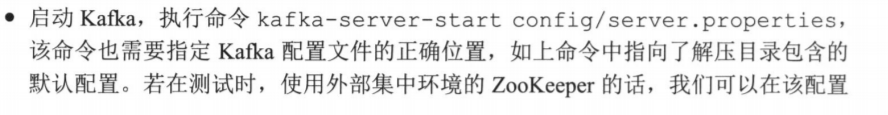 • 启动 Kafka，执行命令 kafka-server-start config/server.properties，
该命令也需要指定 Kafka 配置文件的正确位置，如上命令中指向了解压目录包含的
默认配置。若在测试时，使用外部集中环境的 ZooKeeper 的话，我们可以在该配置